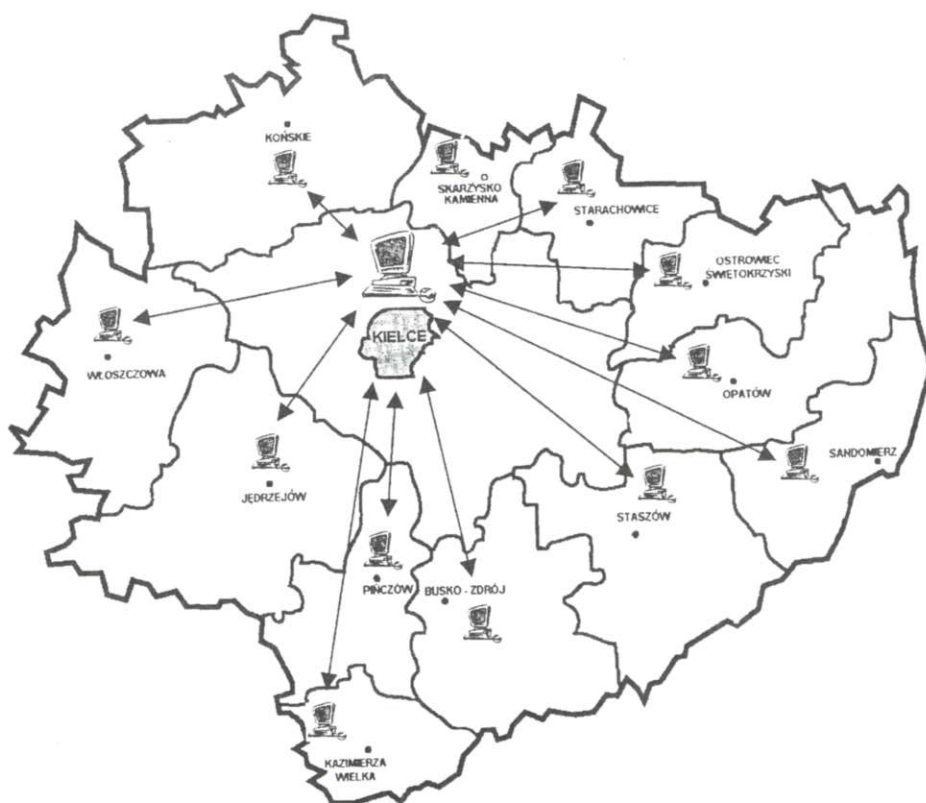 KOŃSKIE
SKARŻYSKO
KAMIENNA
STARACHOWICE
OSTROWIEC
ŚWIĘTOKRZYSKI
KIELCE
WŁOSZCZOWA
OPATÓW
SANDOMIERZ
JĘDRZEJÓW
STASZÓW
PIŃCZÓW
BUSKO - ZDRÓJ
KAZIMIERZA
WIELKA